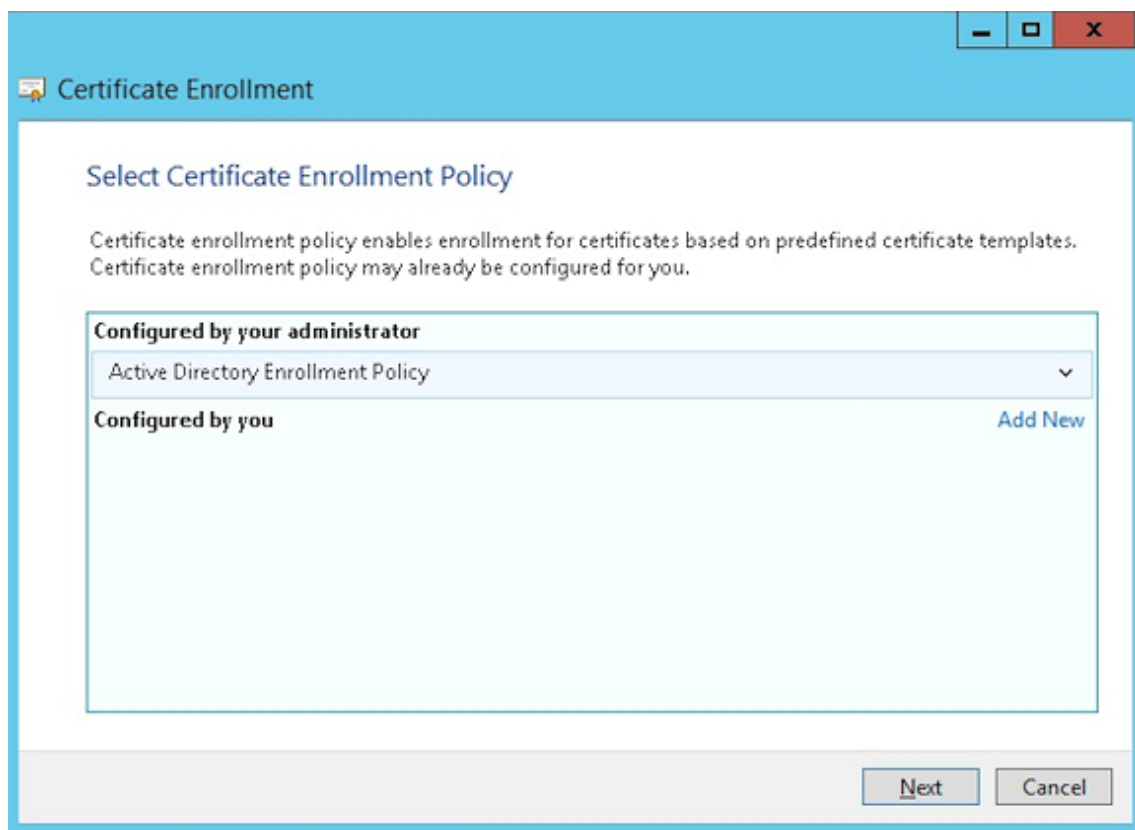 Certificate Enrollment
Select Certificate Enrollment Policy
Certificate enrollment policy enables enrollment for certificates based on predefined certificate templates.
Certificate enrollment policy may already be configured for you.
Configured by your administrator
Active Directory Enrollment Policy
Configured by you Add New
Next Cancel